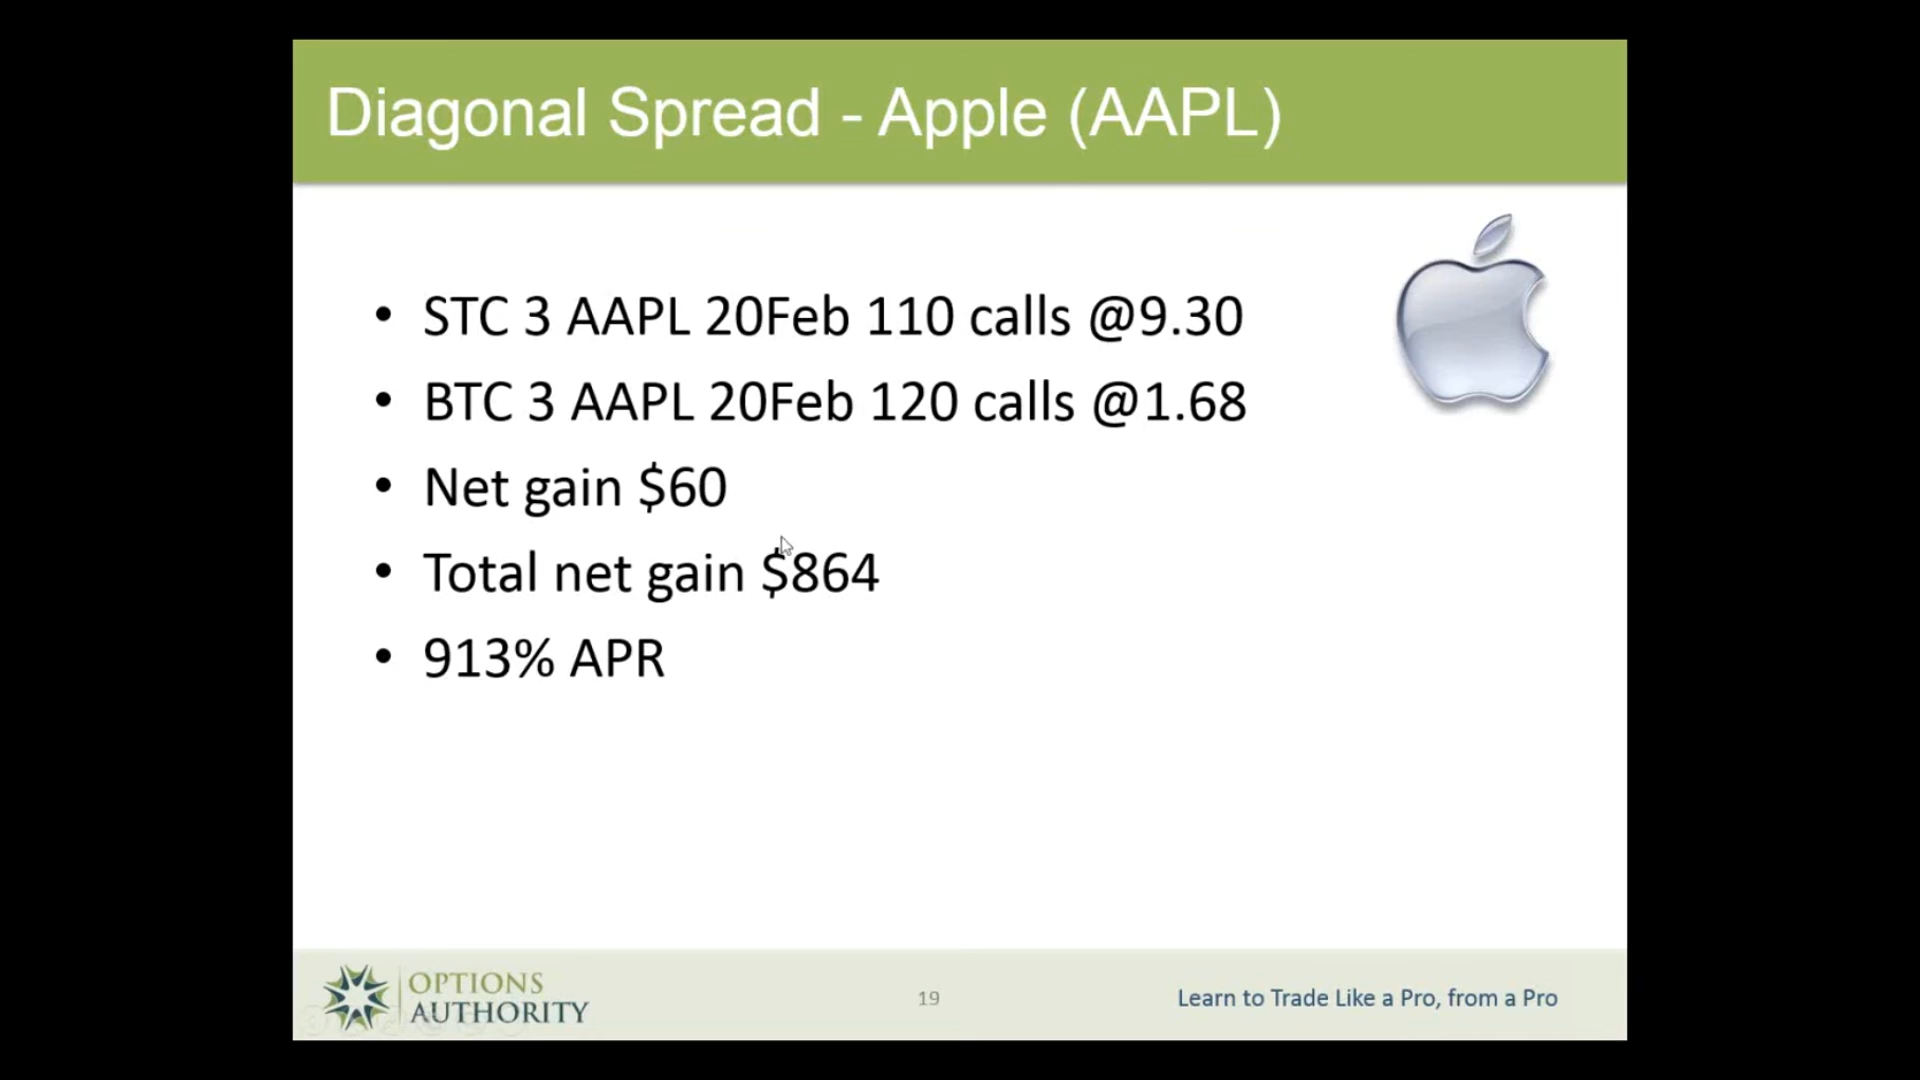 Diagonal Spread - Apple (AAPL)
• STC 3 AAPL 20Feb 110 calls @9.30
• BTC 3 AAPL 20Feb 120 calls @1.68
• Net gain $60
• Total net gain $864
• 913% APR
OPTIONS
AUTHORITY
19
Learn to Trade Like a Pro, from a Pro